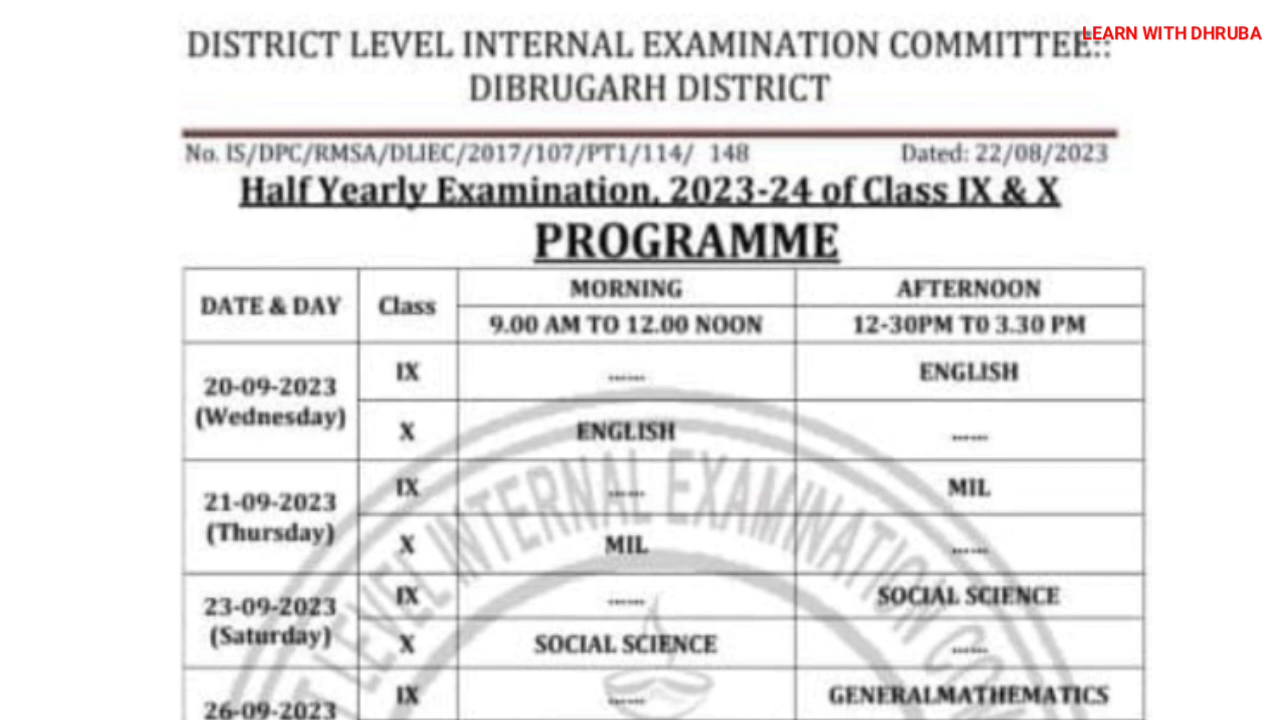 LEARN WITH DHRUBA
DISTRICT LEVEL INTERNAL EXAMINATION COMMITTEE::
DIBRUGARH DISTRICT
No. IS/DPC/RMSA/DLIEC/2017/107/PT1/114/ 148 Dated: 22/08/2023
Half Yearly Examination, 2023-24 of Class IX & X
PROGRAMME
DATE & DAY Class MORNING AFTERNOON
9.00 AM TO 12.00 NOON 12-30PM T0 3.30 PM
20-09-2023 (Wednesday) IX ...... ENGLISH
X ENGLISH ......
21-09-2023 (Thursday) IX ...... MIL
X MIL ......
23-09-2023 (Saturday) IX ...... SOCIAL SCIENCE
X SOCIAL SCIENCE ......
26-09-2023 IX ...... GENERALMATHEMATICS
LEVEL INTERNAL EXAMINATION